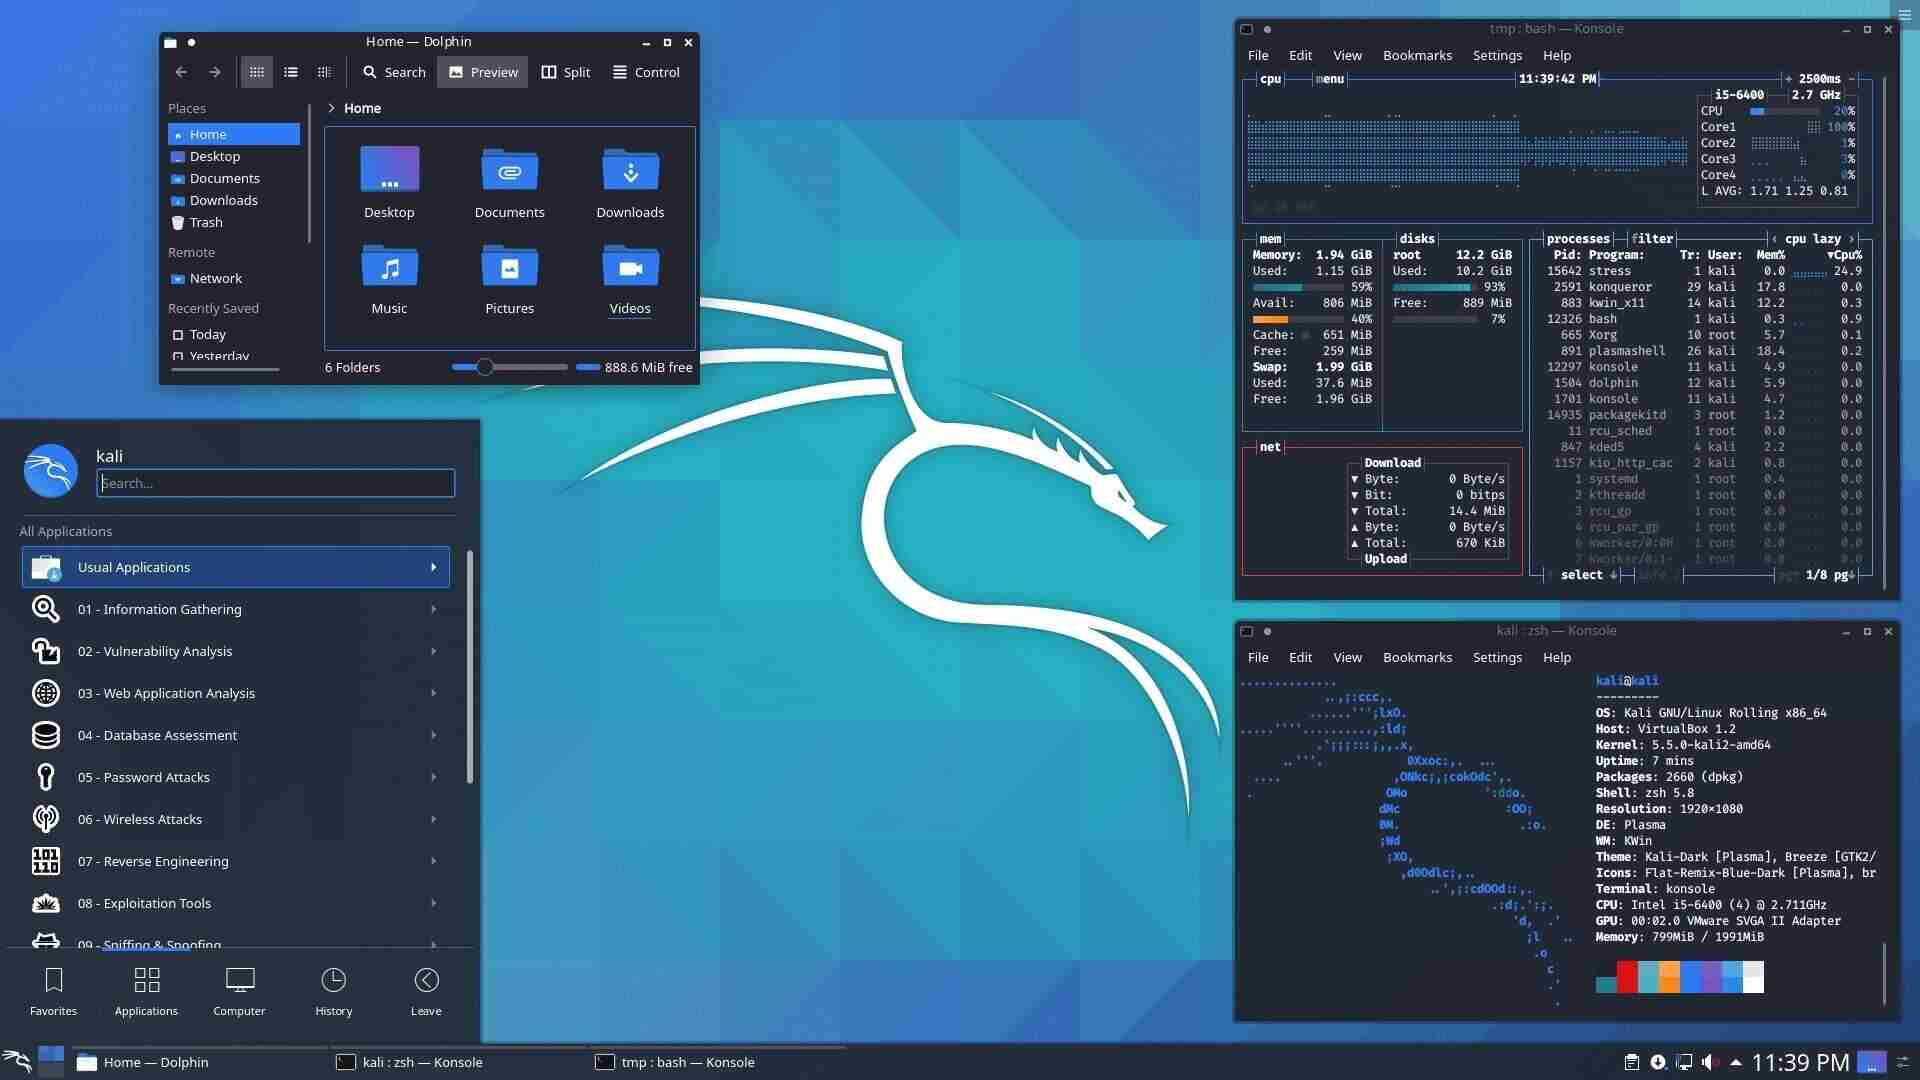 Home — Dolphin
Search Preview Split Control
Places
Home
Desktop
Documents
Downloads
Trash
Remote
Network
Recently Saved
Today
Yesterday
Home
Desktop Documents Downloads
Music Pictures Videos
6 Folders 888.6 MiB free
kali
Search...
All Applications
Usual Applications
01 - Information Gathering
02 - Vulnerability Analysis
03 - Web Application Analysis
04 - Database Assessment
05 - Password Attacks
06 - Wireless Attacks
07 - Reverse Engineering
08 - Exploitation Tools
09 - Sniffing & Spoofing
Favorites Applications Computer History Leave
tmp : bash — Konsole
File Edit View Bookmarks Settings Help
cpu menu 11:39:42 PM + 2500ms -
i5-6400 2.7 GHz
CPU 20%
Core1 100%
Core2 1%
Core3 3%
Core4 0%
L AVG: 1.71 1.25 0.81
mem
Memory: 1.94 GiB
Used: 1.15 GiB
59%
Avail: 806 MiB
40%
Cache: 651 MiB
Free: 259 MiB
Swap: 1.99 GiB
Used: 37.6 MiB
Free: 1.96 GiB
disks
root 12.2 GiB
Used: 10.2 GiB
93%
Free: 889 MiB
7%
net
Download
▼ Byte: 0 Byte/s
▼ Bit: 0 bitps
▼ Total: 14.4 MiB
▲ Byte: 0 Byte/s
▲ Total: 670 KiB
Upload
processes filter ‹ cpu lazy ›
Pid: Program: Tr: User: Mem% ▼Cpu%
15642 stress 1 kali 0.0 24.9
2591 konqueror 29 kali 17.8 0.0
883 kwin_x11 14 kali 12.2 0.3
12326 bash 1 kali 0.3 0.9
665 Xorg 10 root 5.7 0.1
891 plasmashell 26 kali 18.4 0.2
12297 konsole 11 kali 4.9 0.0
1504 dolphin 12 kali 5.9 0.0
1701 konsole 11 kali 4.7 0.0
14935 packagekitd 3 root 1.2 0.0
11 rcu_sched 1 root 0.0 0.0
847 kded5 4 kali 2.2 0.0
1157 kio_http_cac 2 kali 0.8 0.0
1 systemd 1 root 0.4 0.0
2 kthreadd 1 root 0.0 0.0
3 rcu_gp 1 root 0.0 0.0
4 rcu_par_gp 1 root 0.0 0.0
6 kworker/0:0H 1 root 0.0 0.0
1 root 0.0 0.0
select ↓ 1/8 pg↓
kali : zsh — Konsole
File Edit View Bookmarks Settings Help
kali@kali
---------
OS: Kali GNU/Linux Rolling x86_64
Host: VirtualBox 1.2
Kernel: 5.5.0-kali2-amd64
Uptime: 7 mins
Packages: 2660 (dpkg)
Shell: zsh 5.8
Resolution: 1920×1080
DE: Plasma
WM: KWin
Theme: Kali-Dark [Plasma], Breeze [GTK2/
Icons: Flat-Remix-Blue-Dark [Plasma], br
Terminal: konsole
CPU: Intel i5-6400 (4) @ 2.711GHz
GPU: 00:02.0 VMware SVGA II Adapter
Memory: 799MiB / 1991MiB
Home — Dolphin kali : zsh — Konsole tmp : bash — Konsole 11:39 PM